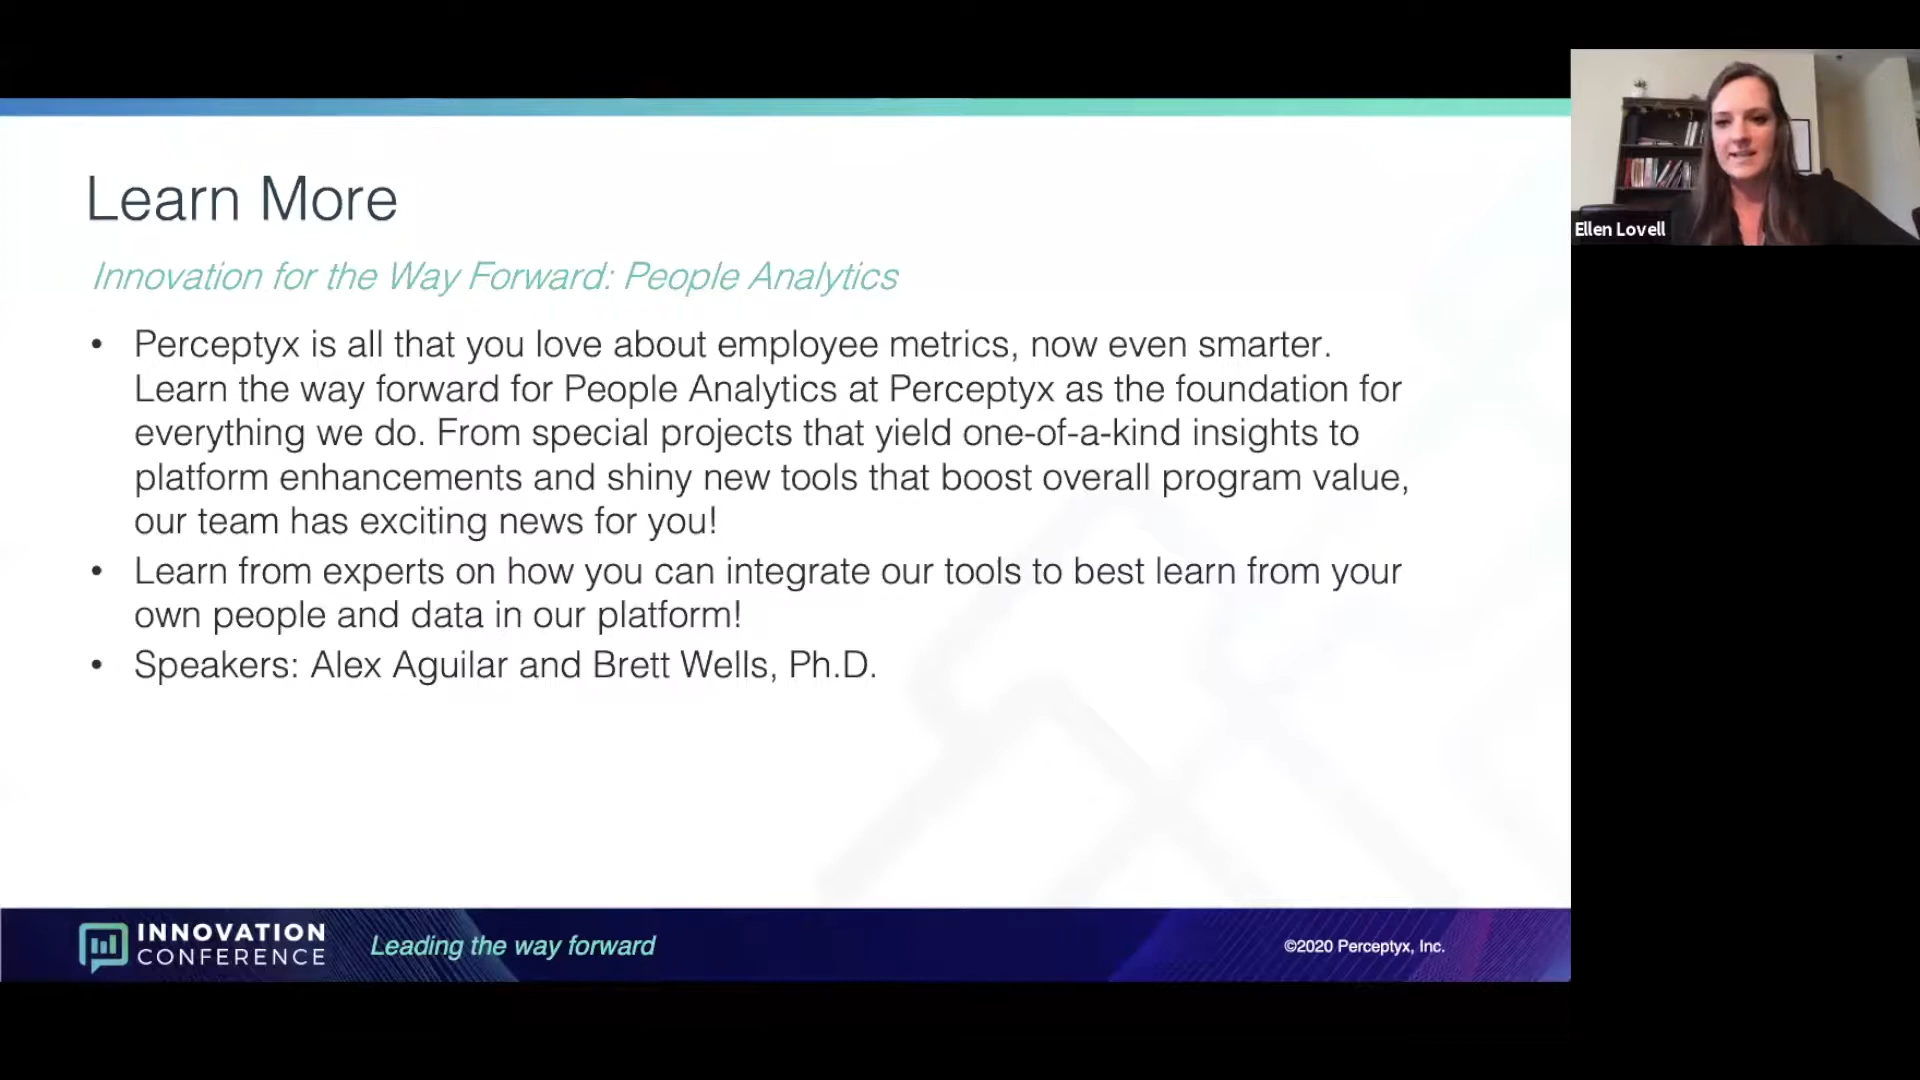 Learn More
Innovation for the Way Forward: People Analytics
• Perceptyx is all that you love about employee metrics, now even smarter.
Learn the way forward for People Analytics at Perceptyx as the foundation for
everything we do. From special projects that yield one-of-a-kind insights to
platform enhancements and shiny new tools that boost overall program value,
our team has exciting news for you!
• Learn from experts on how you can integrate our tools to best learn from your
own people and data in our platform!
• Speakers: Alex Aguilar and Brett Wells, Ph.D.
Ellen Lovell
INNOVATION
CONFERENCE
Leading the way forward
©2020 Perceptyx, Inc.